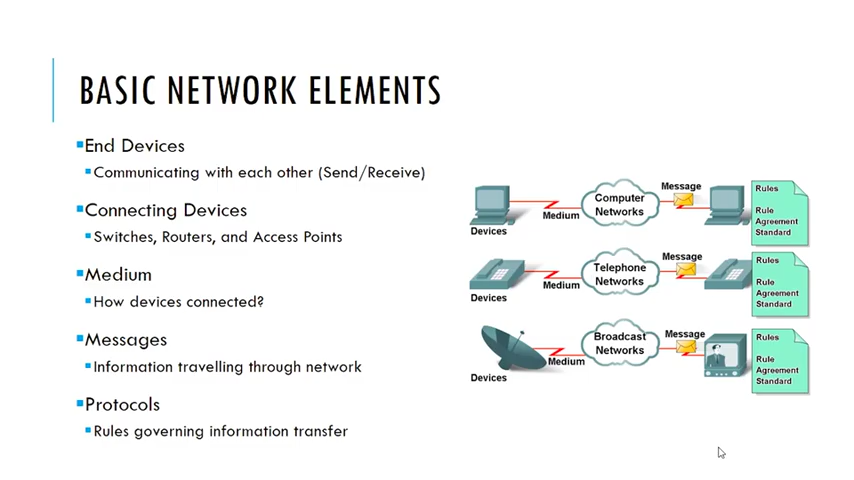 BASIC NETWORK ELEMENTS
End Devices
Communicating with each other (Send/Receive)
Connecting Devices
Switches, Routers, and Access Points
Medium
How devices connected?
Messages
Information travelling through network
Protocols
Rules governing information transfer
Devices
Medium
Computer
Networks
Message
Rules
Rule
Agreement
Standard
Devices
Medium
Telephone
Networks
Message
Rules
Rule
Agreement
Standard
Devices
Medium
Broadcast
Networks
Message
Rules
Rule
Agreement
Standard